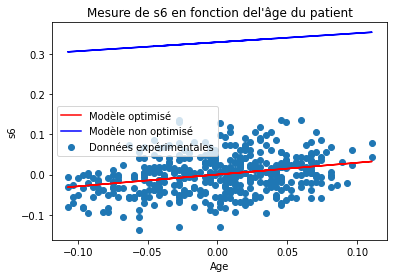 Mesure de s6 en fonction del'âge du patient
0.3
0.2
0.1
0.0
−0.1
s6
Modèle optimisé
Modèle non optimisé
Données expérimentales
−0.10
−0.05
0.00
0.05
0.10
Age